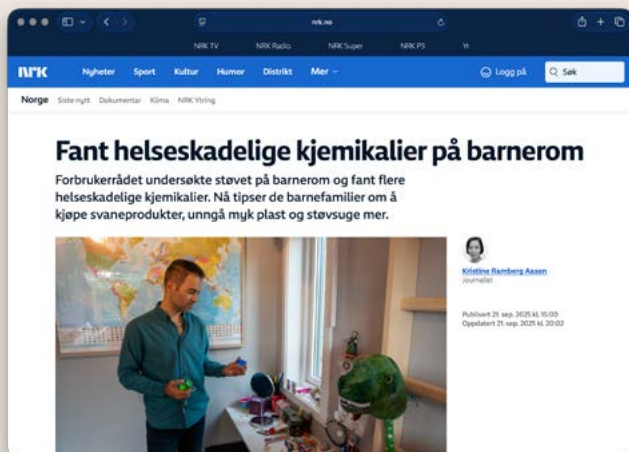 nrk.no
NRK TV
NRK Radio
NRK Super
NRK P3
Yr
NRK
Nyheter
Sport
Kultur
Humor
Distrikt
Mer
Logg på
Søk
Norge
Siste nytt
Dokumentar
Klima
NRK Ytring
Fant helseskadelige kjemikalier på barnerom
Forbrukerrådet undersøkte støvet på barnerom og fant flere
helseskadelige kjemikalier. Nå tipser de barnefamilier om å
kjøpe svaneprodukter, unngå myk plast og støvsuge mer.
Kristine Ramberg Aasen
Journalist
Publisert 21. sep. 2025 kl. 15:00
Oppdatert 21. sep. 2025 kl. 20:02